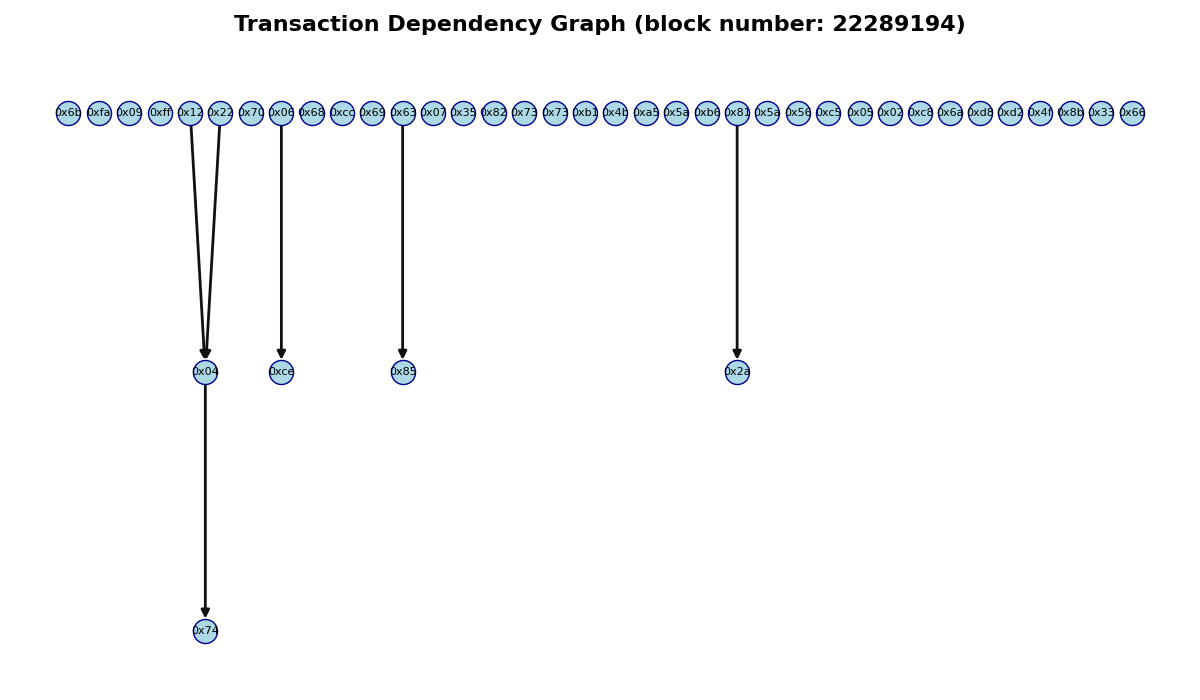 Transaction Dependency Graph (block number: 22289194)
0x6b 0xfa 0x09 0xff 0x12 0x22 0x70 0x06 0x68 0xcc 0x69 0x63 0x07 0x35 0x82 0x73 0x73 0xb1 0x4b 0xa5 0x5a 0xb6 0x81 0x5a 0x56 0xc5 0x05 0x02 0xc8 0x6a 0xd8 0xd2 0x4f 0x8b 0x33 0x66
0x04 0xce 0x85 0x2a
0x74